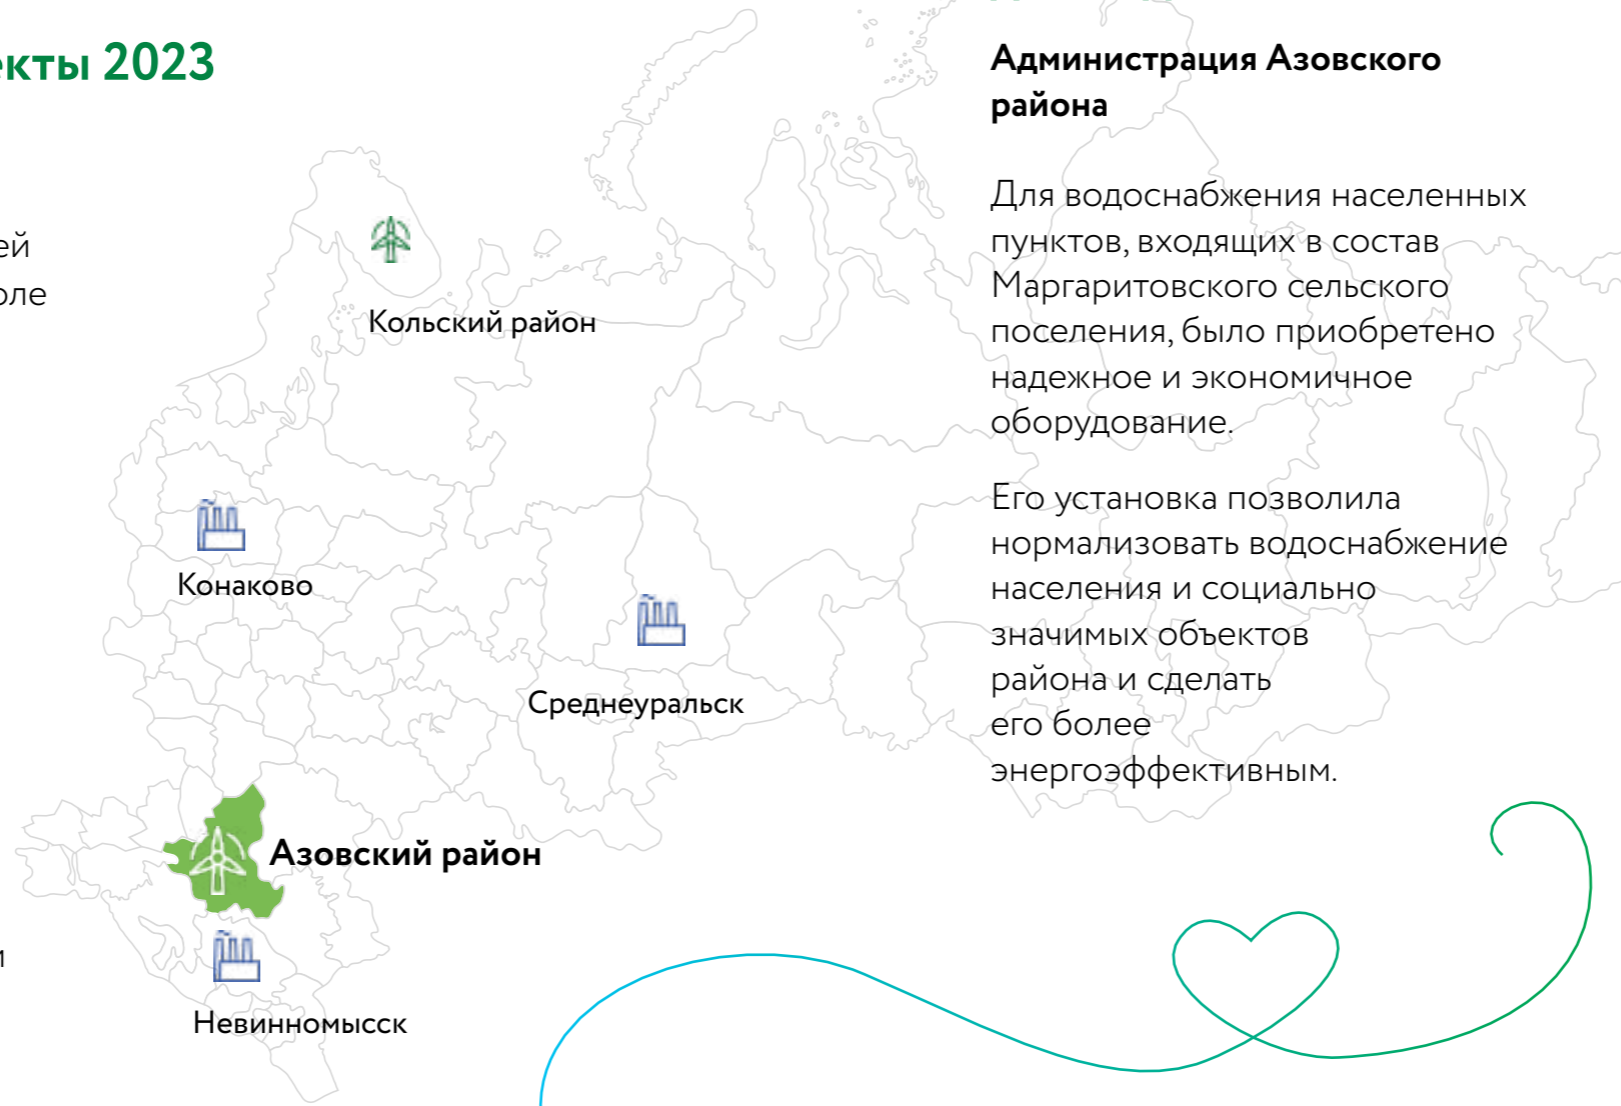 екты 2023
ей
оле
и
Кольский район
Конаково
Среднеуральск
Азовский район
Невинномысск
Администрация Азовского
района
Для водоснабжения населенных
пунктов, входящих в состав
Маргаритовского сельского
поселения, было приобретено
надежное и экономичное
оборудование.
Его установка позволила
нормализовать водоснабжение
населения и социально
значимых объектов
района и сделать
его более
энергоэффективным.